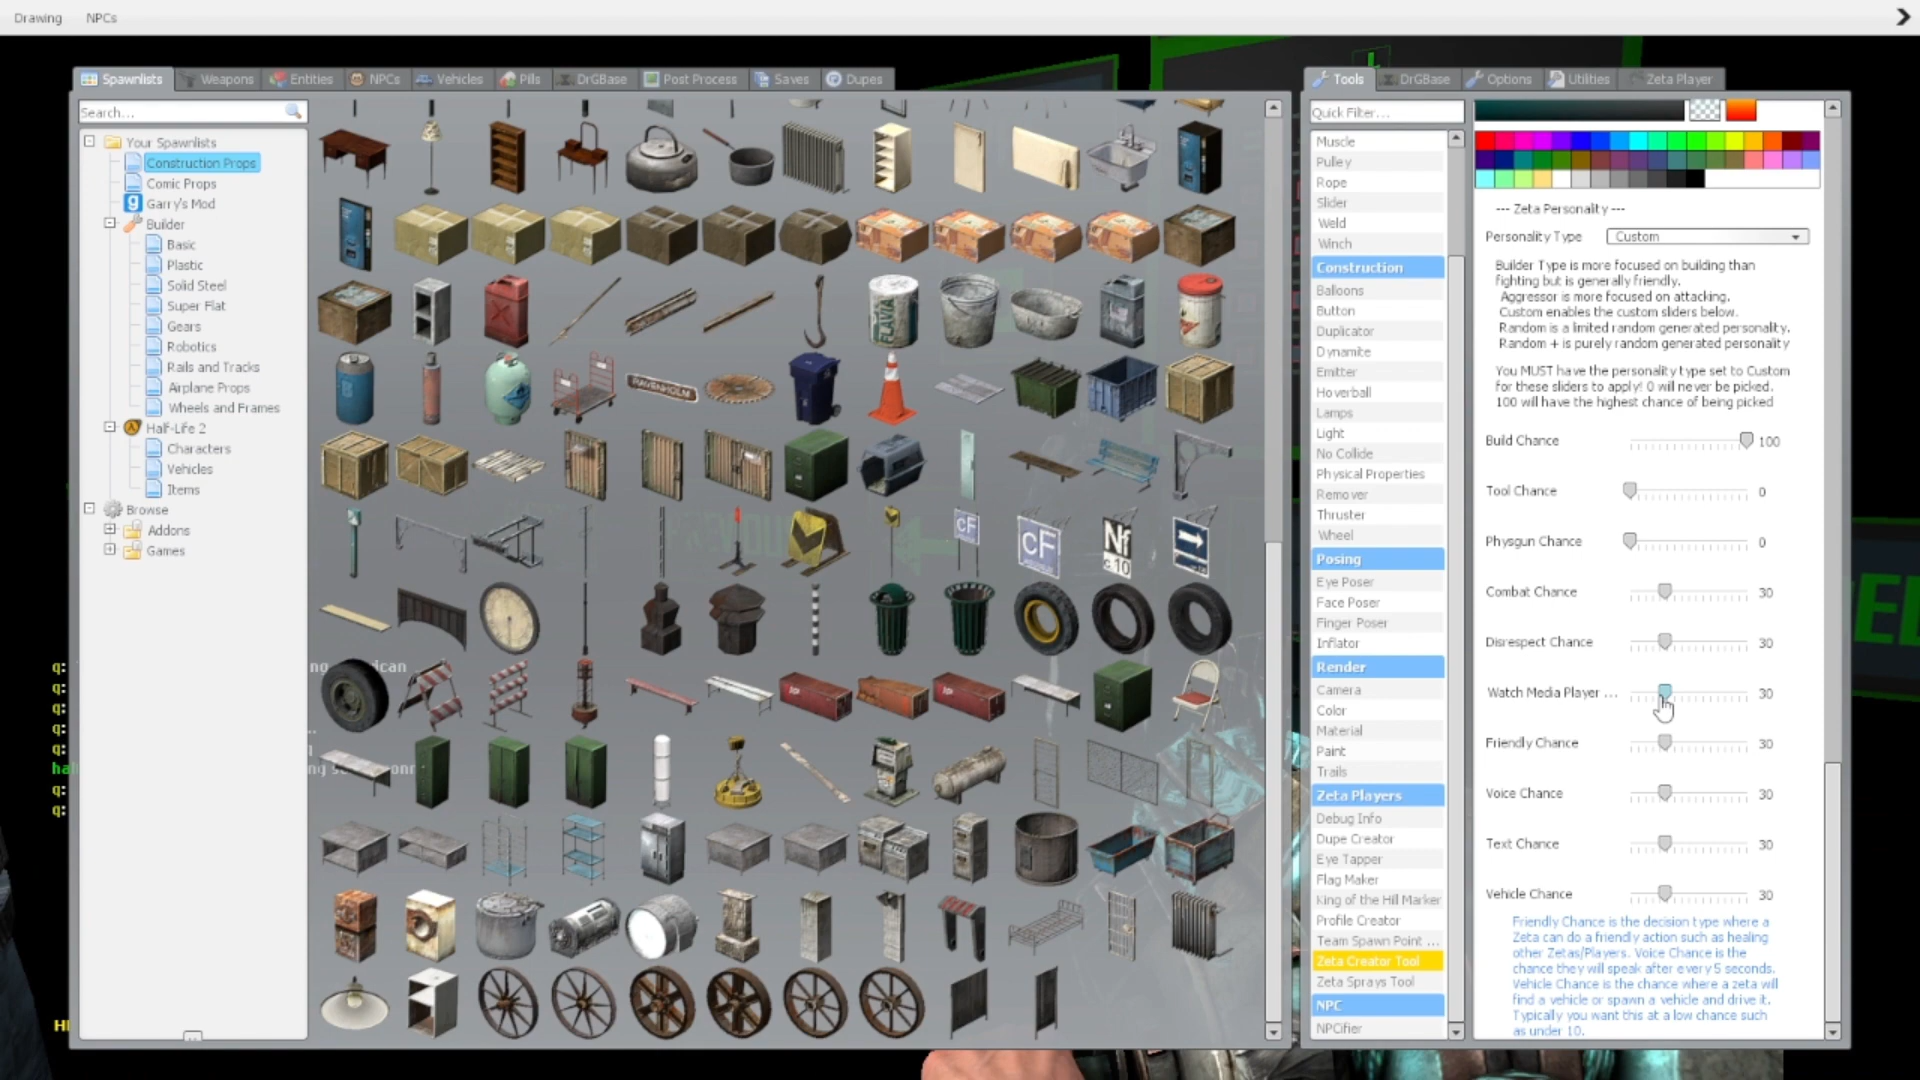 Drawing NPCs
Spawnlists Weapons Entities NPCs Vehicles Pills DrGBase Post Process Saves Dupes
Search...
Your Spawnlists
Construction Props
Comic Props
Garry's Mod
Builder
Basic
Plastic
Solid Steel
Super Flat
Gears
Robotics
Rails and Tracks
Airplane Props
Wheels and Frames
Half-Life 2
Characters
Vehicles
Items
Browse
Addons
Games
RAVENHOLM
FLAVIA
cF
cF
Nf
c.10
q:
q:
q:
q:
q:
hal
q:
q:
Tools DrGBase Options Utilities Zeta Player
Quick Filter...
Muscle
Pulley
Rope
Slider
Weld
Winch
Construction
Balloons
Button
Duplicator
Dynamite
Emitter
Hoverball
Lamps
Light
No Collide
Physical Properties
Remover
Thruster
Wheel
Posing
Eye Poser
Face Poser
Finger Poser
Inflator
Render
Camera
Color
Material
Paint
Trails
Zeta Players
Debug Info
Dupe Creator
Eye Tapper
Flag Maker
King of the Hill Marker
Profile Creator
Team Spawn Point ...
Zeta Creator Tool
Zeta Sprays Tool
NPC
NPCifier
--- Zeta Personality ---
Personality Type Custom
Builder Type is more focused on building than
fighting but is generally friendly.
Aggressor is more focused on attacking.
Custom enables the custom sliders below.
Random is a limited random generated personality.
Random + is purely random generated personality
You MUST have the personality type set to Custom
for these sliders to apply! 0 will never be picked.
100 will have the highest chance of being picked
Build Chance 100
Tool Chance 0
Physgun Chance 0
Combat Chance 30
Disrespect Chance 30
Watch Media Player ... 30
Friendly Chance 30
Voice Chance 30
Text Chance 30
Vehicle Chance 30
Friendly Chance is the decision type where a
Zeta can do a friendly action such as healing
other Zetas/Players. Voice Chance is the
chance they will speak after every 5 seconds.
Vehicle Chance is the chance where a zeta will
find a vehicle or spawn a vehicle and drive it.
Typically you want this at a low chance such
as under 10.